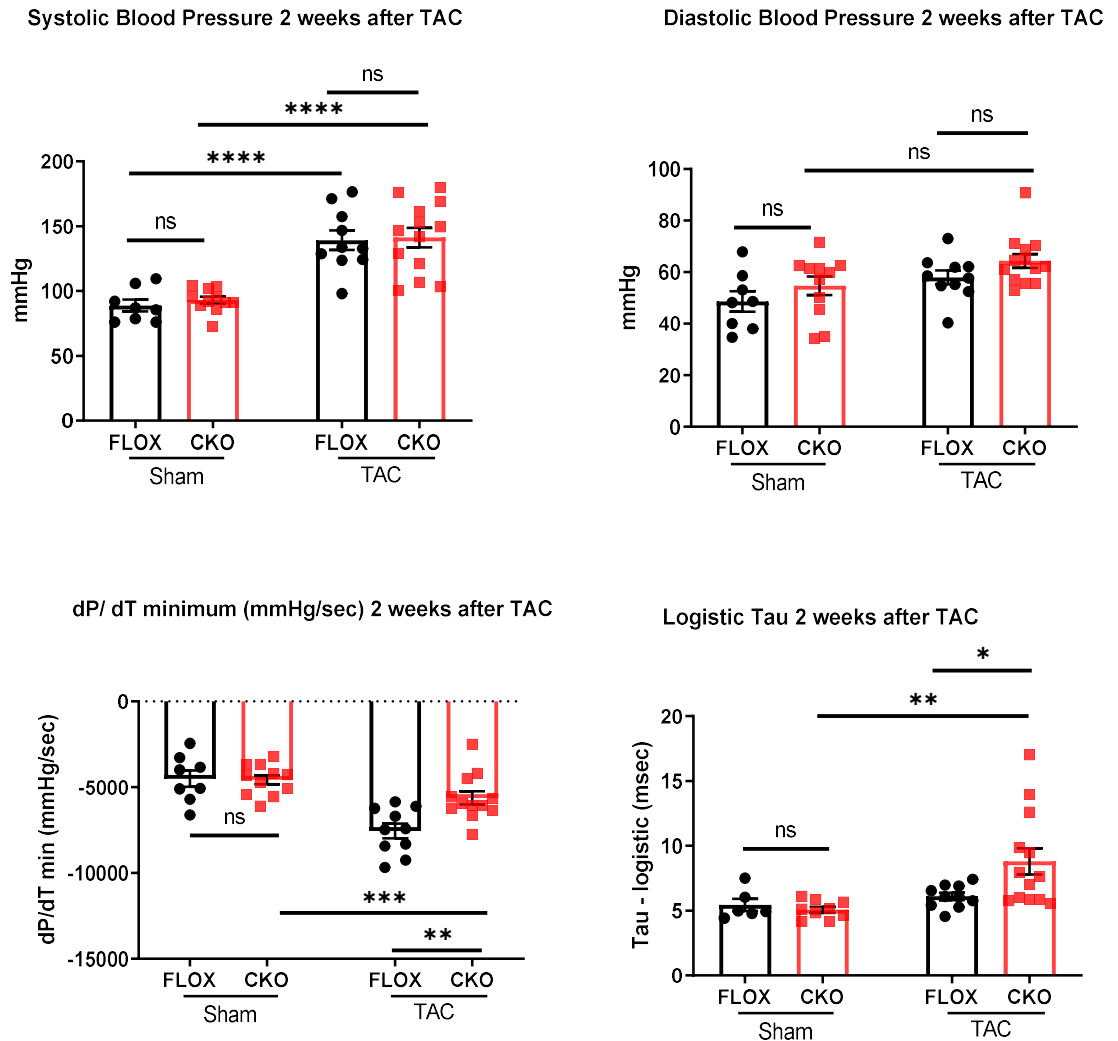 Systolic Blood Pressure 2 weeks after TAC
ns
****
****
ns
200
150
100
50
0
mmHg
FLOX CKO FLOX CKO
Sham TAC
Diastolic Blood Pressure 2 weeks after TAC
ns
ns
ns
100
80
60
40
20
0
mmHg
FLOX CKO FLOX CKO
Sham TAC
dP/ dT minimum (mmHg/sec) 2 weeks after TAC
0
-5000
-10000
-15000
dP/dT min (mmHg/sec)
ns
***
**
FLOX CKO FLOX CKO
Sham TAC
Logistic Tau 2 weeks after TAC
*
**
ns
20
15
10
5
0
Tau - logistic (msec)
FLOX CKO FLOX CKO
Sham TAC